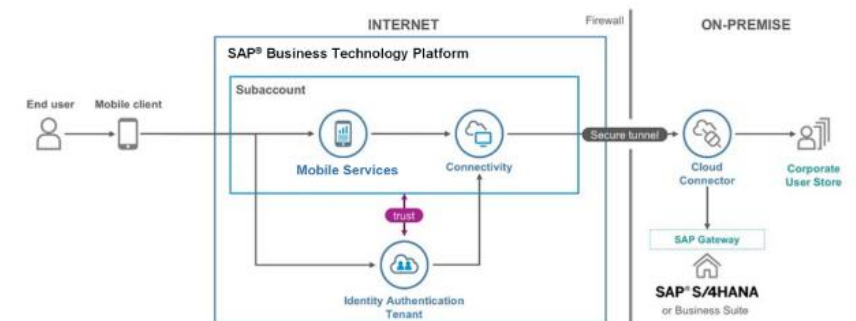 INTERNET
Firewall
ON-PREMISE
SAP® Business Technology Platform
Subaccount
End user
Mobile client
Secure tunnel
Mobile Services
Connectivity
Cloud
Connector
Corporate
User Store
trust
SAP Gateway
Identity Authentication
Tenant
SAP® S/4HANA
or Business Suite